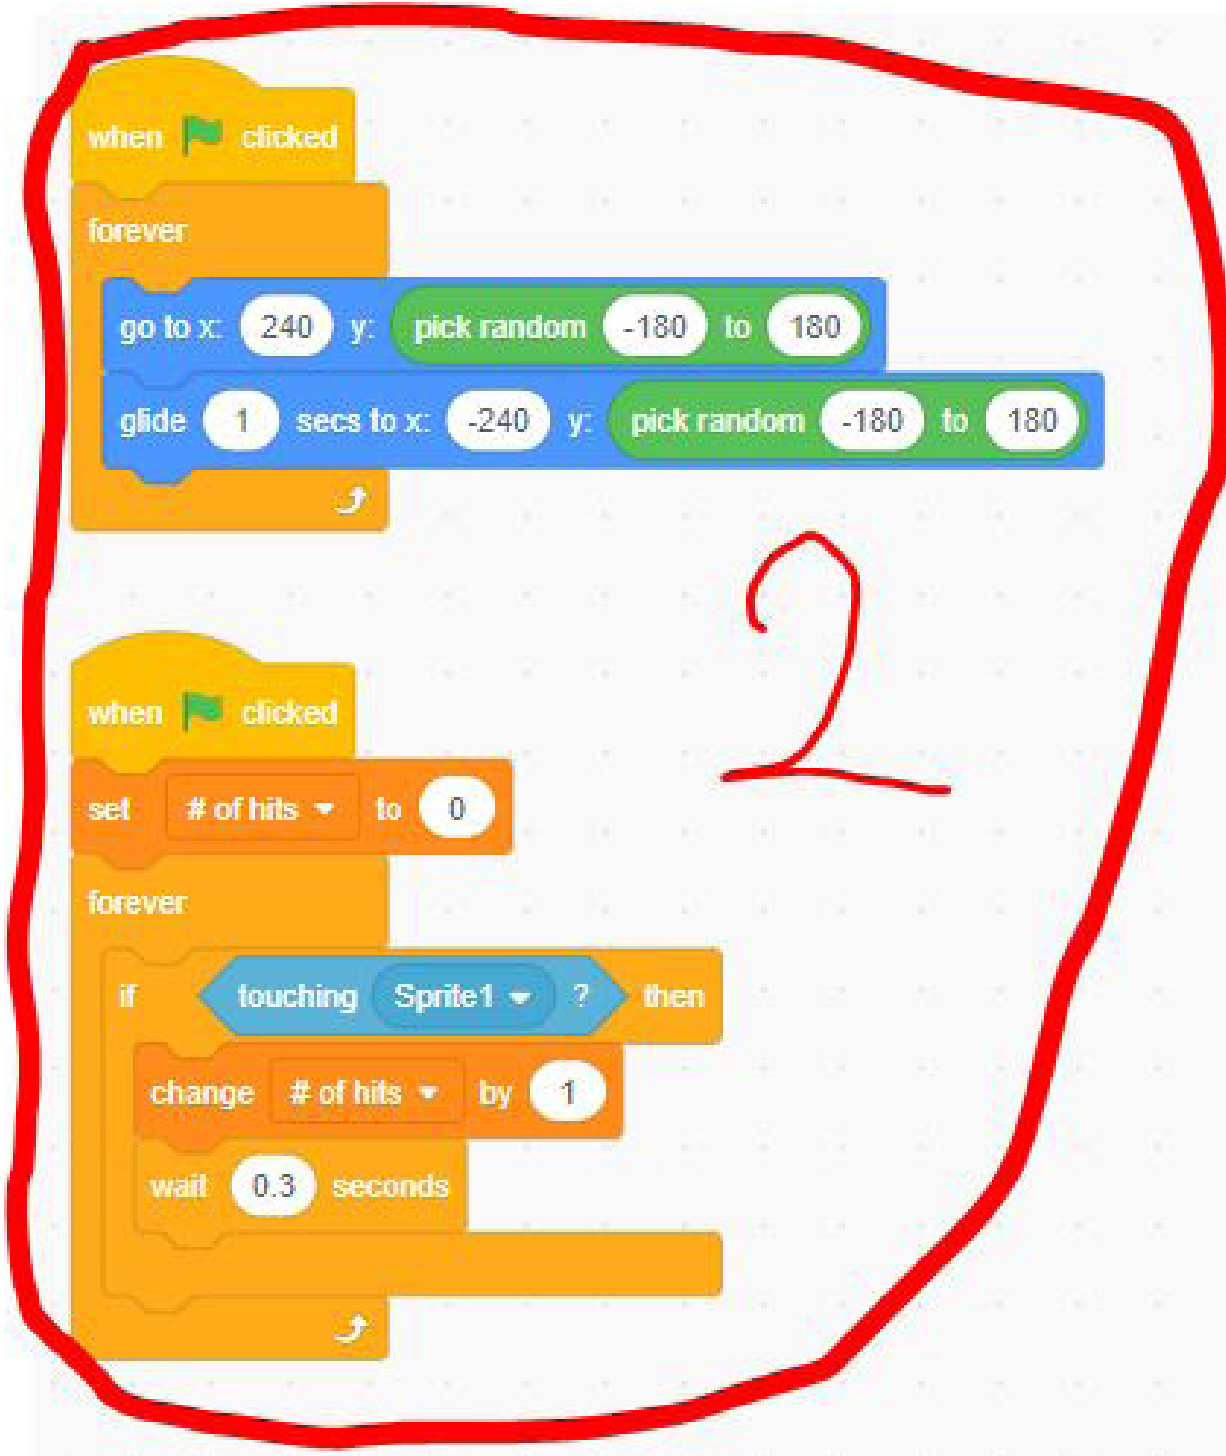 when clicked
forever
go to x: 240 y: pick random -180 to 180
glide 1 secs to x: -240 y: pick random -180 to 180
2
when clicked
set # of hits to 0
forever
if touching Sprite1 ? then
change # of hits by 1
wait 0.3 seconds